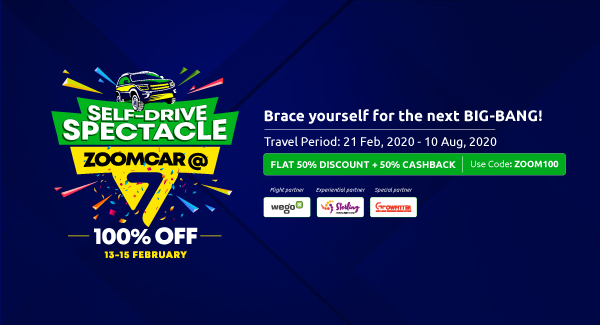 SELF-DRIVE
SPECTACLE
ZOOMCAR @
7
100% OFF
13-15 FEBRUARY
Brace yourself for the next BIG-BANG!
Travel Period: 21 Feb, 2020 - 10 Aug, 2020
FLAT 50% DISCOUNT + 50% CASHBACK Use Code: ZOOM100
Flight partner Experiential partner Special partner
wego Sterling GROWFITTER